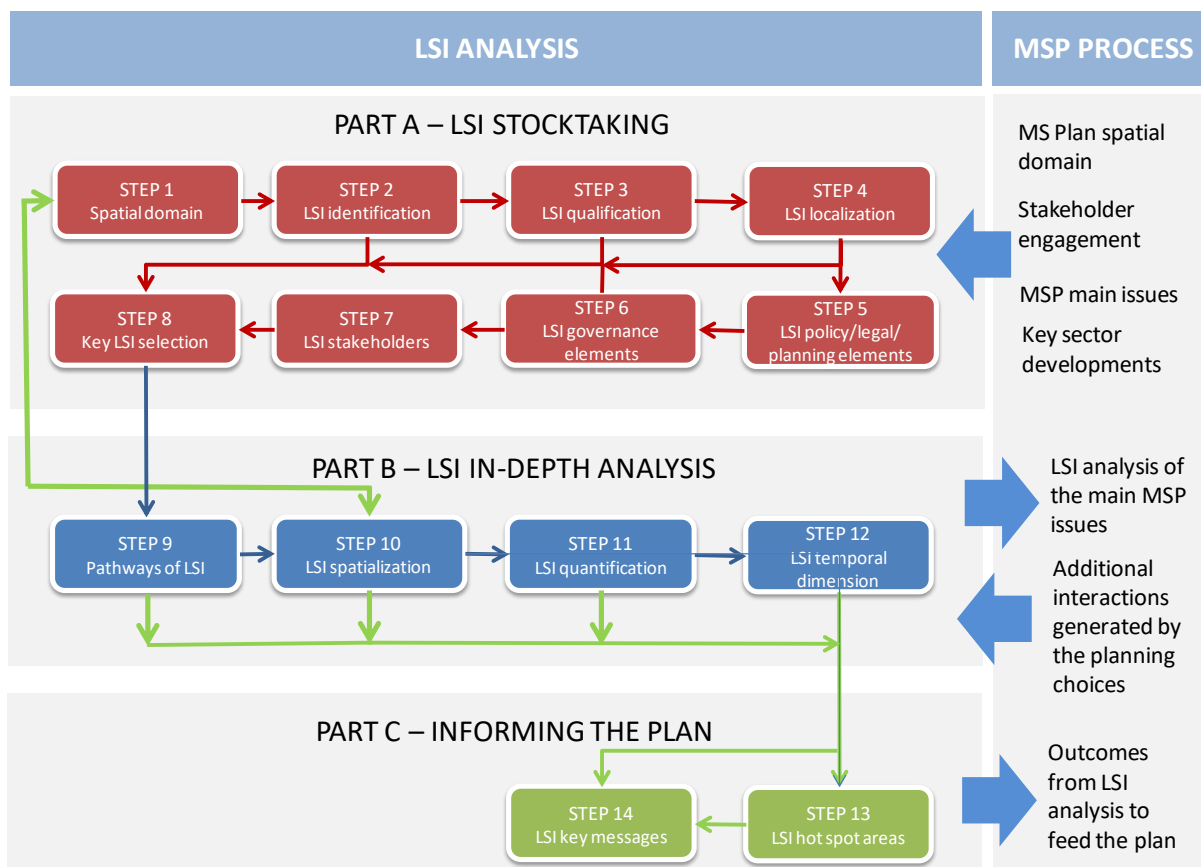 LSI ANALYSIS
MSP PROCESS
PART A – LSI STOCKTAKING
STEP 1
Spatial domain
STEP 2
LSI identification
STEP 3
LSI qualification
STEP 4
LSI localization
STEP 8
Key LSI selection
STEP 7
LSI stakeholders
STEP 6
LSI governance
elements
STEP 5
LSI policy/legal/
planning elements
MS Plan spatial
domain
Stakeholder
engagement
MSP main issues
Key sector
developments
PART B – LSI IN-DEPTH ANALYSIS
STEP 9
Pathways of LSI
STEP 10
LSI spatialization
STEP 11
LSI quantification
STEP 12
LSI temporal
dimension
LSI analysis of
the main MSP
issues
Additional
interactions
generated by
the planning
choices
PART C – INFORMING THE PLAN
STEP 14
LSI key messages
STEP 13
LSI hot spot areas
Outcomes
from LSI
analysis to
feed the plan